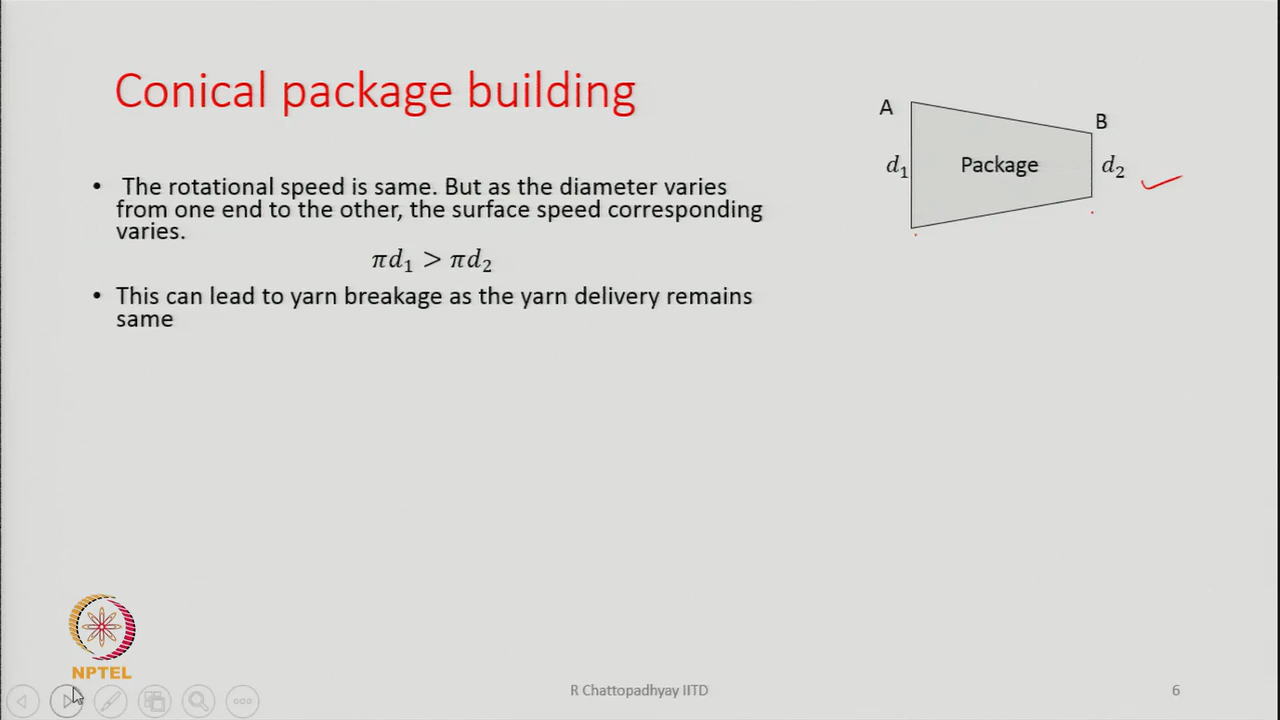 Conical package building
A
B
d₁
Package
d₂
• The rotational speed is same. But as the diameter varies
from one end to the other, the surface speed corresponding
varies.
πd₁ > πd₂
• This can lead to yarn breakage as the yarn delivery remains
same
NPTEL
R Chattopadhyay IITD
6